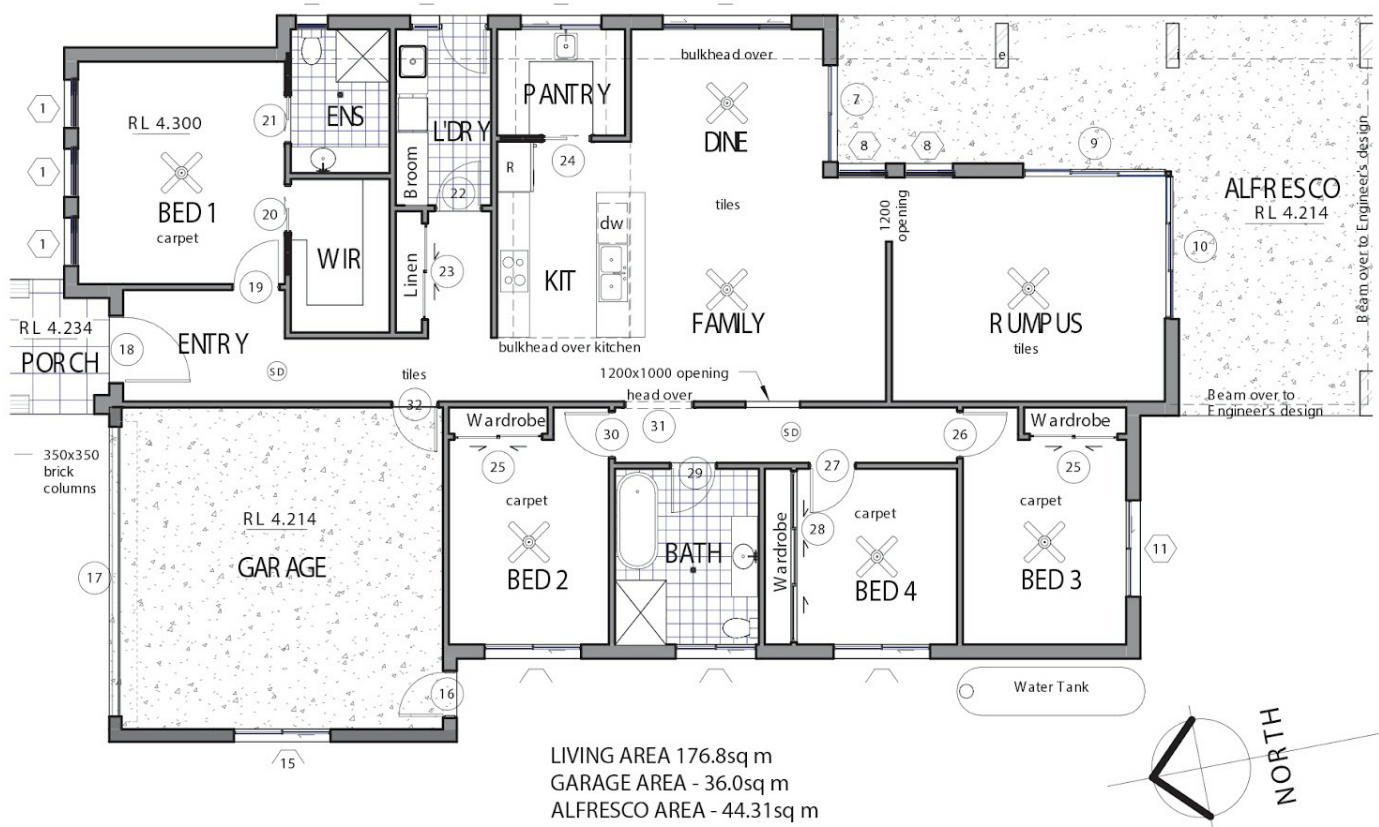 bulkhead over
e
i
1
RL 4.300
21
ENS
L'DRY
PANTRY
DINE
7
8
8
9
24
R
Broom
22
1
BED 1
carpet
20
tiles
dw
1200
opening
ALFRESCO
RL 4.214
Beam over to Engineer's design
1
19
WIR
Linen
23
KIT
FAMILY
RUMPUS
tiles
10
RL 4.234
PORCH
18
ENTRY
SD
tiles
bulkhead over kitchen
1200x1000 opening
head over
Beam over to
Engineer's design
32
Wardrobe
30
31
SD
26
Wardrobe
350x350
brick
columns
25
29
27
25
carpet
28
carpet
carpet
RL 4.214
GARAGE
17
BED 2
BATH
Wardrobe
BED 4
BED 3
11
16
Water Tank
15
LIVING AREA 176.8sq m
GARAGE AREA - 36.0sq m
ALFRESCO AREA - 44.31sq m
NORTH